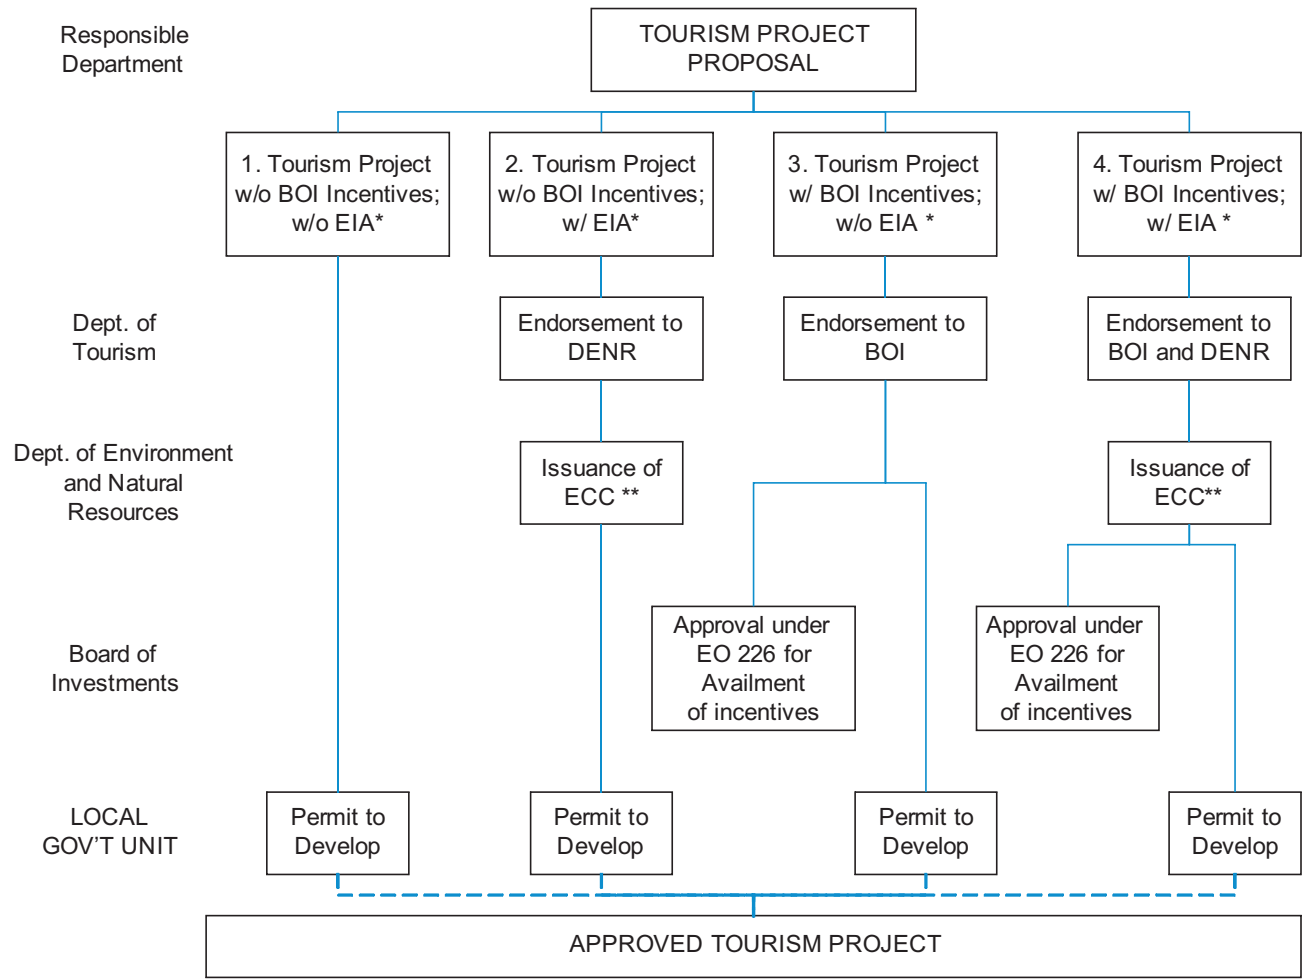 Responsible
Department
TOURISM PROJECT
PROPOSAL
1. Tourism Project
w/o BOI Incentives;
w/o EIA*
2. Tourism Project
w/o BOI Incentives;
w/ EIA*
3. Tourism Project
w/ BOI Incentives;
w/o EIA *
4. Tourism Project
w/ BOI Incentives;
w/ EIA *
Dept. of
Tourism
Endorsement to
DENR
Endorsement to
BOI
Endorsement to
BOI and DENR
Dept. of Environment
and Natural
Resources
Issuance of
ECC **
Issuance of
ECC**
Board of
Investments
Approval under
EO 226 for
Availment
of incentives
Approval under
EO 226 for
Availment
of incentives
LOCAL
GOV’T UNIT
Permit to
Develop
Permit to
Develop
Permit to
Develop
Permit to
Develop
APPROVED TOURISM PROJECT